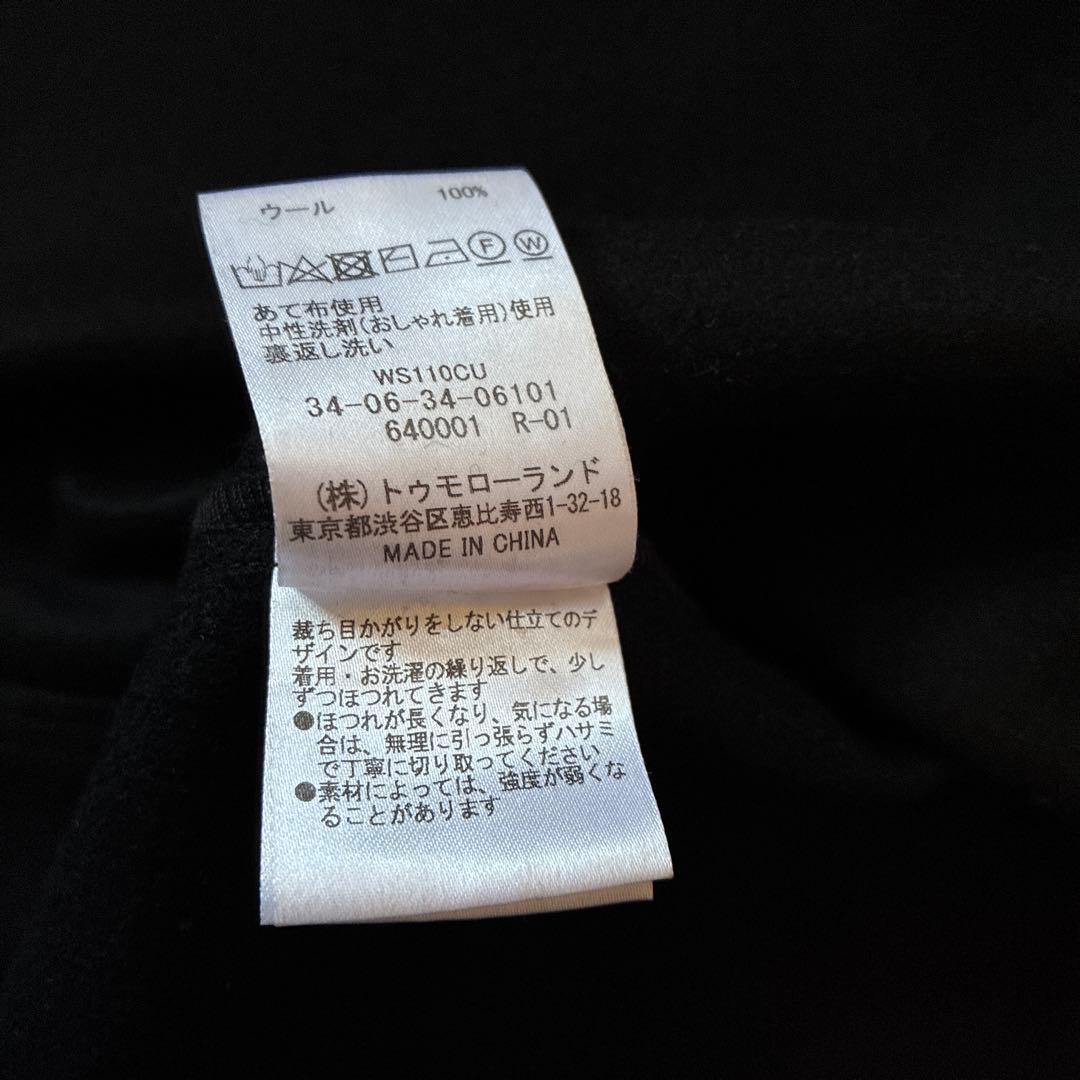 ウール 100%
F W
あて布使用
中性洗剤(おしゃれ着用)使用
裏返し洗い
WS110CU
34-06-34-06101
640001 R-01
(株)トゥモローランド
東京都渋谷区恵比寿西1-32-18
MADE IN CHINA
裁ち目かがりをしない仕立てのデ
ザインです
着用・お洗濯の繰り返しで、少し
ずつほつれてきます
●ほつれが長くなり、気になる場
合は、無理に引っ張らずハサミ
で丁寧に切り取ってください
●素材によっては、強度が弱くな
ることがあります